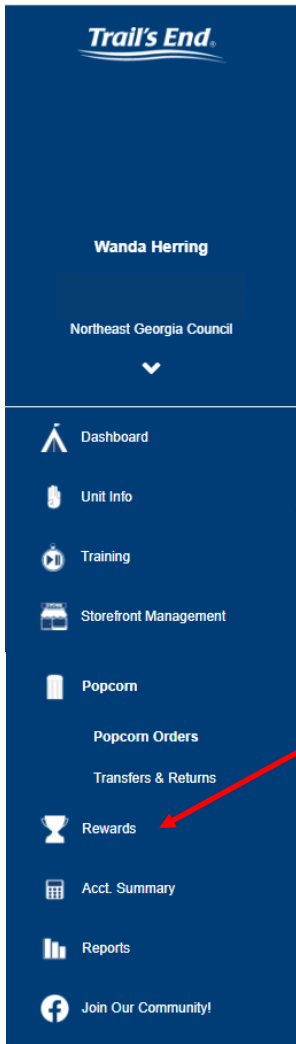 Trail's End®
Wanda Herring
Northeast Georgia Council
Dashboard
Unit Info
Training
Storefront Management
Popcorn
Popcorn Orders
Transfers & Returns
Rewards
Acct. Summary
Reports
Join Our Community!